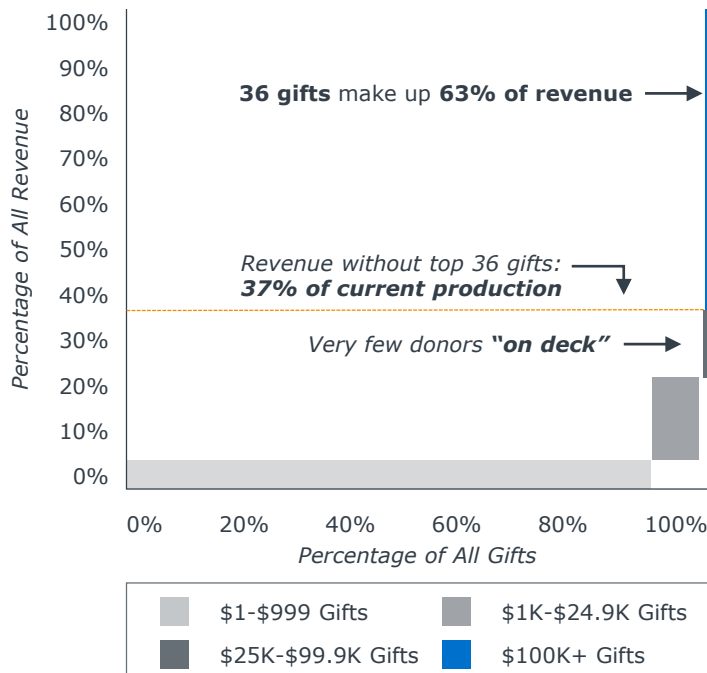 100%
90%
80%
70%
60%
50%
40%
30%
20%
10%
0%
Percentage of All Revenue
36 gifts make up 63% of revenue
Revenue without top 36 gifts:
37% of current production
Very few donors “on deck”
0% 20% 40% 60% 80% 100%
Percentage of All Gifts
$1-$999 Gifts $1K-$24.9K Gifts
$25K-$99.9K Gifts $100K+ Gifts